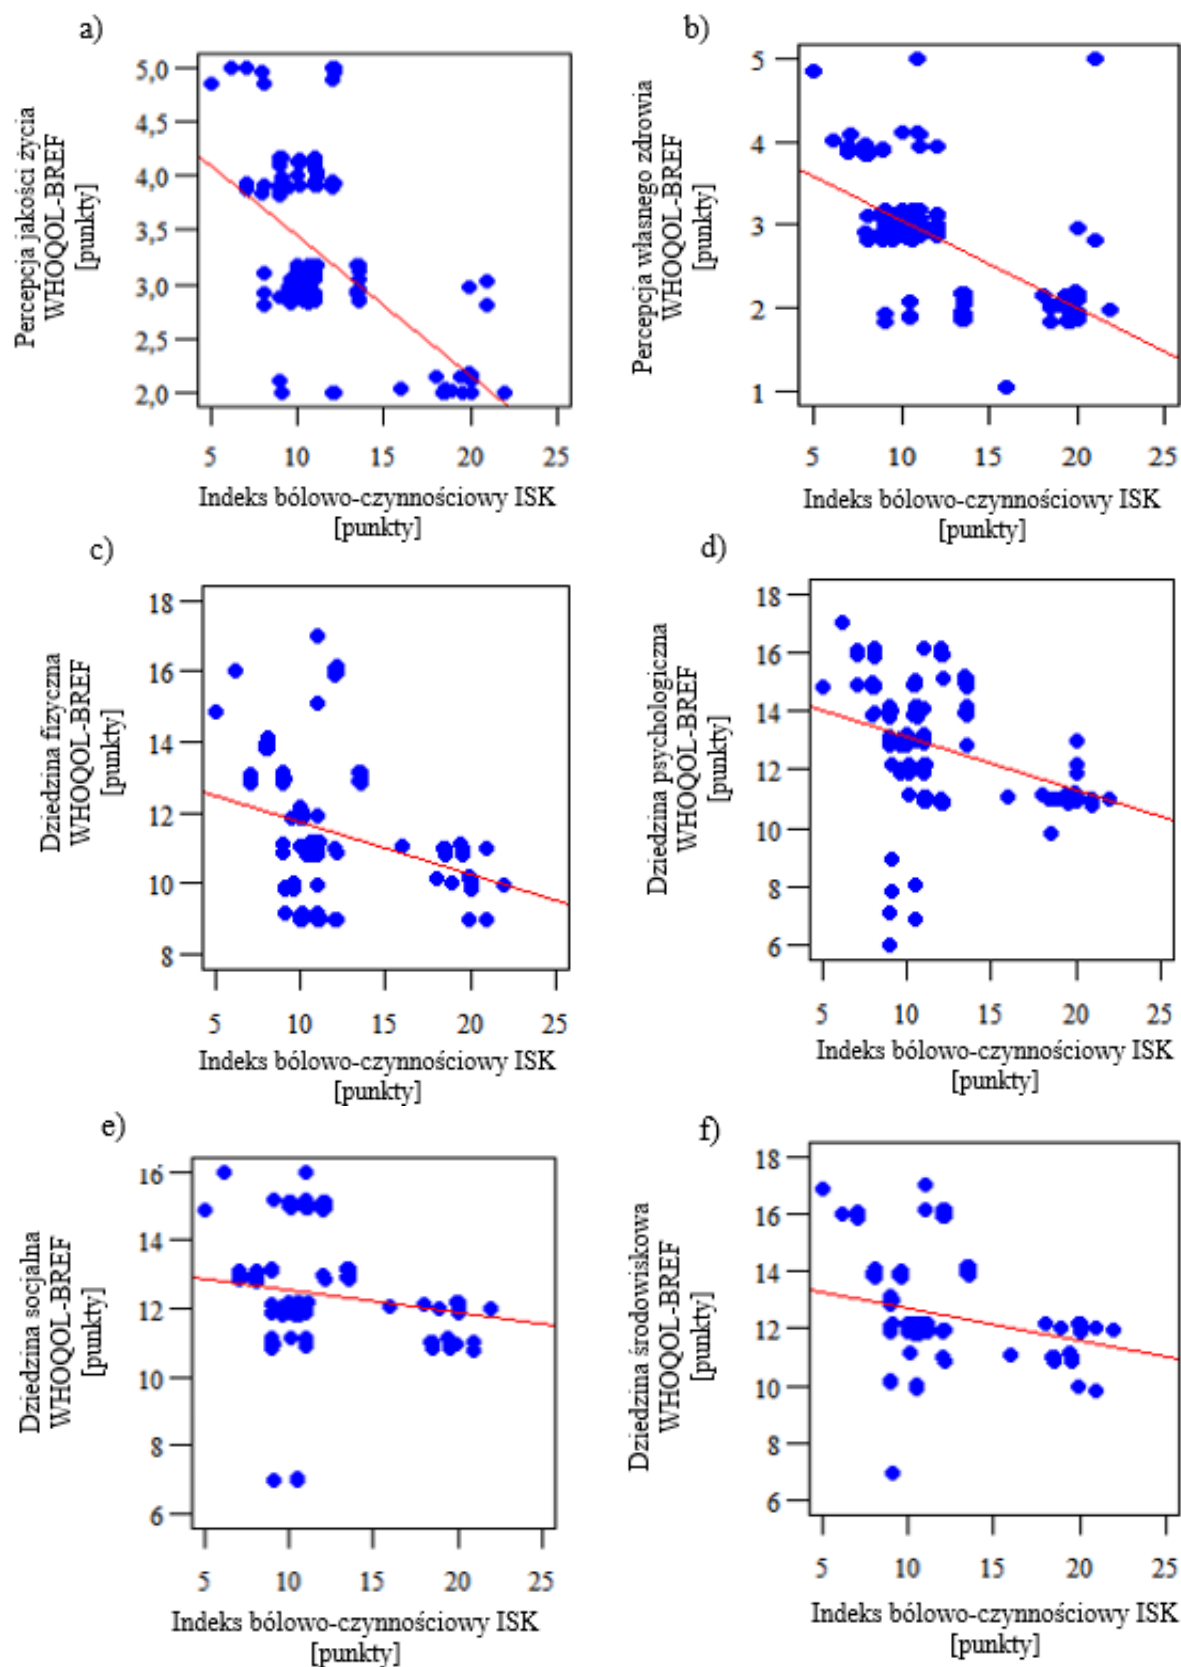 a)
Percepcja jakości życia
WHOQOL-BREF
[punkty]
5,0
4,5
4,0
3,5
3,0
2,5
2,0
5 10 15 20 25
Indeks bólowo-czynnościowy ISK
[punkty]
b)
Percepcja własnego zdrowia
WHOQOL-BREF
[punkty]
5
4
3
2
1
5 10 15 20 25
Indeks bólowo-czynnościowy ISK
[punkty]
c)
Dziedzina fizyczna
WHOQOL-BREF
[punkty]
18
16
14
12
10
8
5 10 15 20 25
Indeks bólowo-czynnościowy ISK
[punkty]
d)
Dziedzina psychologiczna
WHOQOL-BREF
[punkty]
18
16
14
12
10
8
6
5 10 15 20 25
Indeks bólowo-czynnościowy ISK
[punkty]
e)
Dziedzina socjalna
WHOQOL-BREF
[punkty]
16
14
12
10
8
6
5 10 15 20 25
Indeks bólowo-czynnościowy ISK
[punkty]
f)
Dziedzina środowiskowa
WHOQOL-BREF
[punkty]
18
16
14
12
10
8
6
5 10 15 20 25
Indeks bólowo-czynnościowy ISK
[punkty]